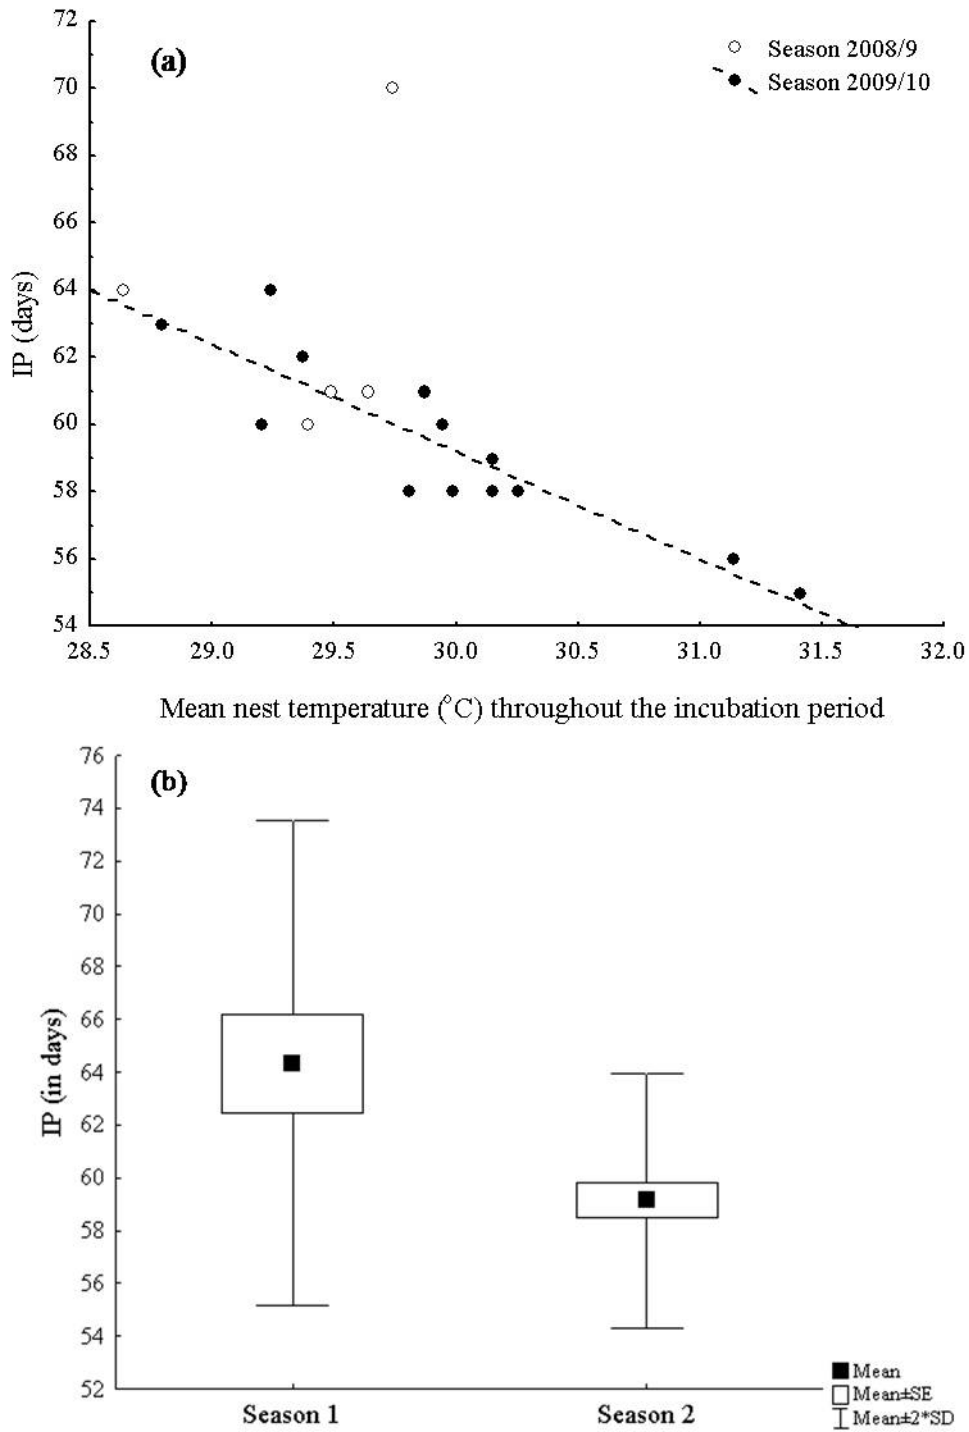 72
(a)
Season 2008/9
Season 2009/10
70
68
66
64
62
60
58
56
54
IP (days)
28.5 29.0 29.5 30.0 30.5 31.0 31.5 32.0
Mean nest temperature (°C) throughout the incubation period
76
(b)
74
72
70
68
66
64
62
60
58
56
54
52
IP (in days)
Season 1 Season 2
Mean
Mean±SE
Mean±2*SD